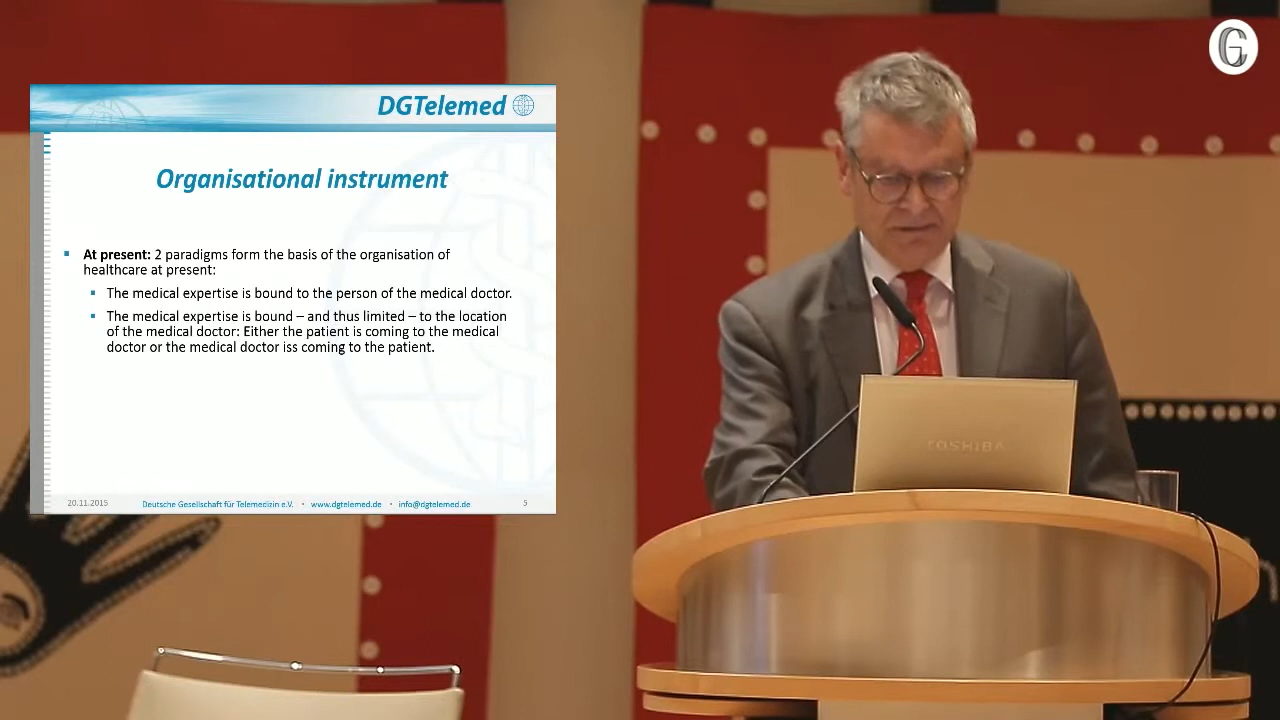 DGTelemed
Organisational instrument
At present: 2 paradigms form the basis of the organisation of
healthcare at present:
The medical experise is bound to the person of the medical doctor.
The medical expertise is bound – and thus limited – to the location
of the medical doctor: Either the patient is coming to the medical
doctor or the medical doctor iss coming to the patient.
20.11.2015 Deutsche Gesellschaft für Telemedizin e.V. • www.dgtelemed.de • info@dgtelemed.de 5
G
TOSHIBA